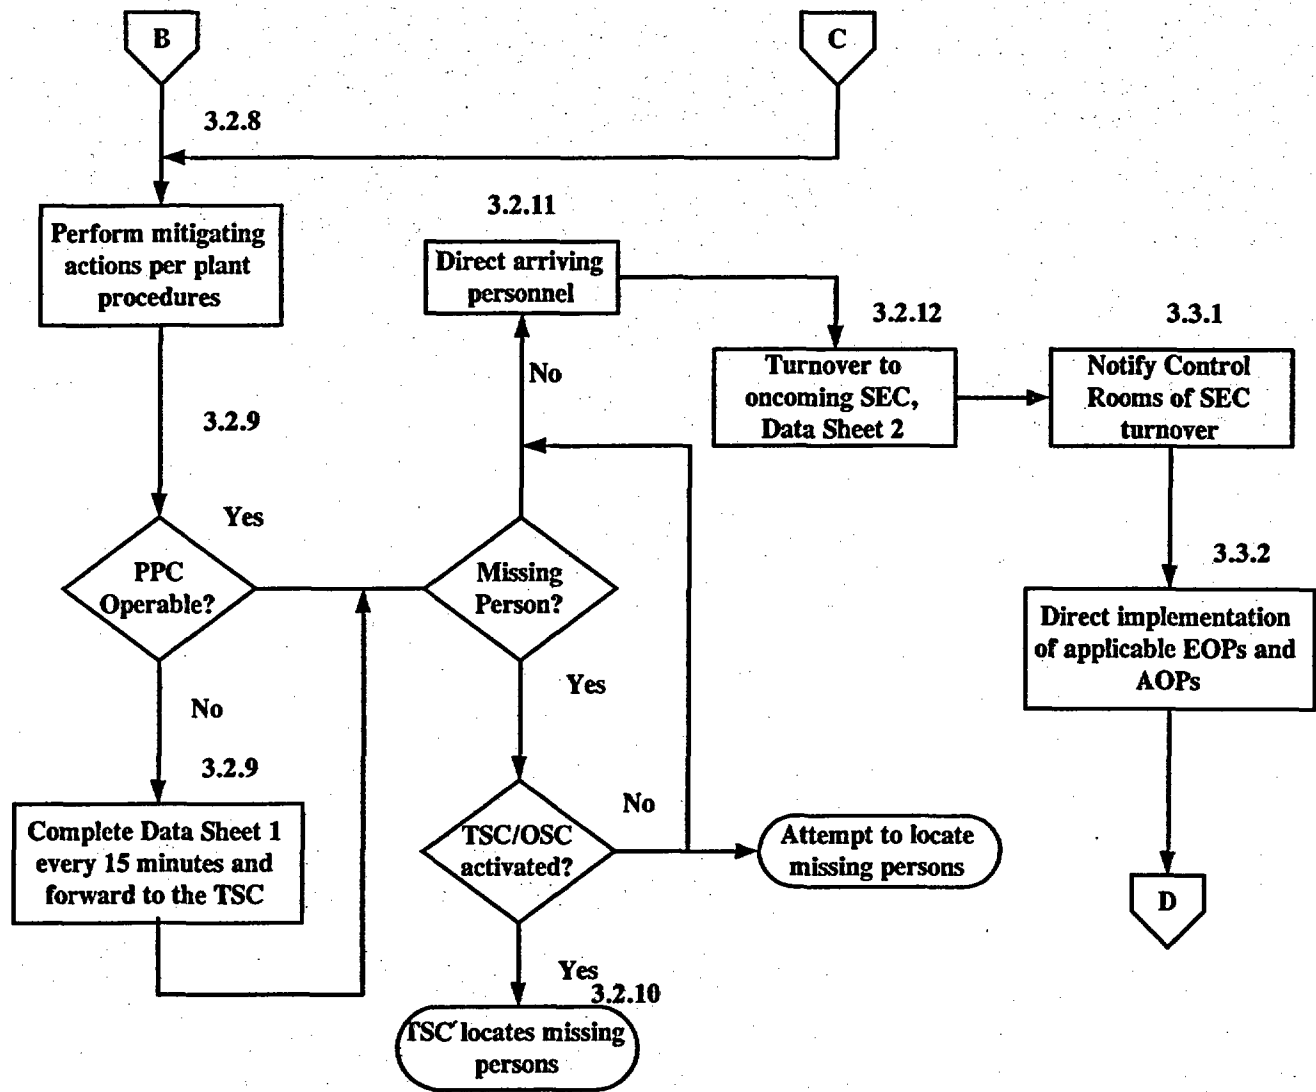 B
C
3.2.8
Perform mitigating
actions per plant
procedures
3.2.11
Direct arriving
personnel
3.2.12
Turnover to
oncoming SEC,
Data Sheet 2
3.3.1
Notify Control
Rooms of SEC
turnover
No
3.2.9
Yes
PPC
Operable?
Missing
Person?
3.3.2
Direct implementation
of applicable EOPs and
AOPs
No
Yes
3.2.9
Complete Data Sheet 1
every 15 minutes and
forward to the TSC
No
TSC/OSC
activated?
Attempt to locate
missing persons
D
Yes
3.2.10
TSC locates missing
persons